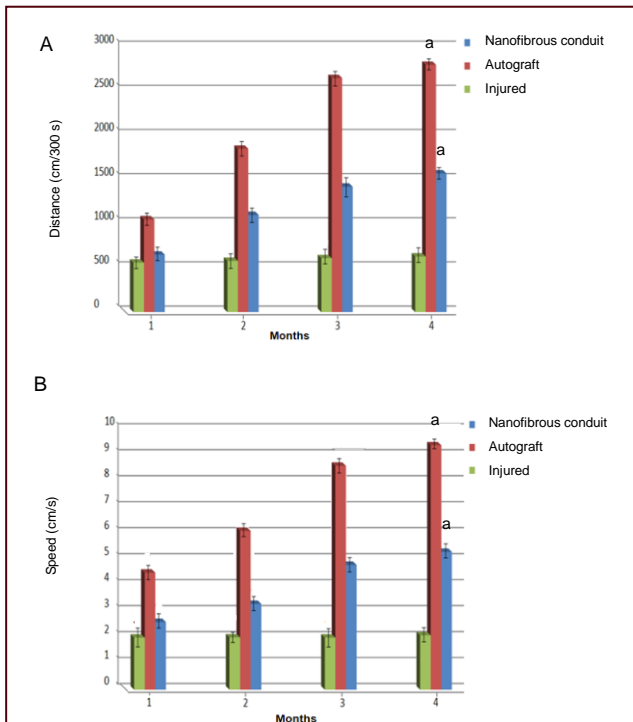 A
3000
2500
2000
1500
1000
500
0
Distance (cm/300 s)
a
a
Nanofibrous conduit
Autograft
Injured
1 2 3 4
Months
B
10
9
8
7
6
5
4
3
2
1
0
Speed (cm/s)
a
a
Nanofibrous conduit
Autograft
Injured
1 2 3 4
Months